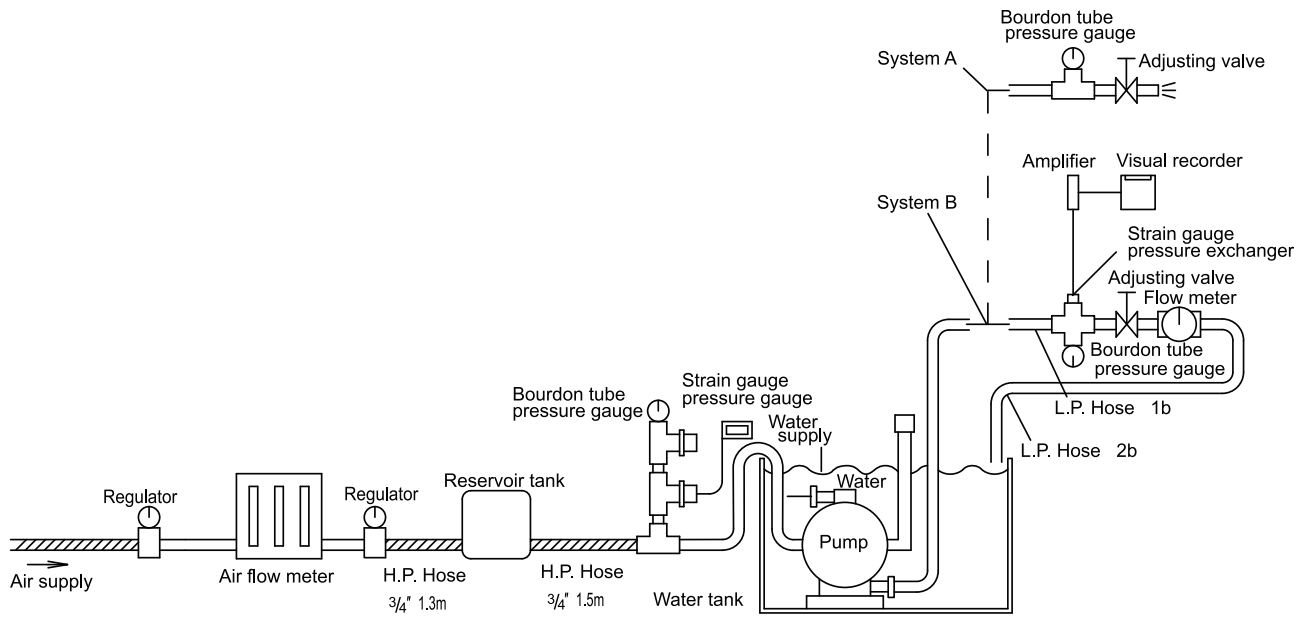 Bourdon tube
pressure gauge
System A
Adjusting valve
Amplifier
Visual recorder
System B
Strain gauge
pressure exchanger
Adjusting valve
Flow meter
Bourdon tube
pressure gauge
L.P. Hose 1b
L.P. Hose 2b
Bourdon tube
pressure gauge
Strain gauge
pressure gauge
Water
supply
Water
Pump
Regulator
Regulator
Reservoir tank
Air supply
Air flow meter
H.P. Hose
3/4" 1.3m
H.P. Hose
3/4" 1.5m
Water tank